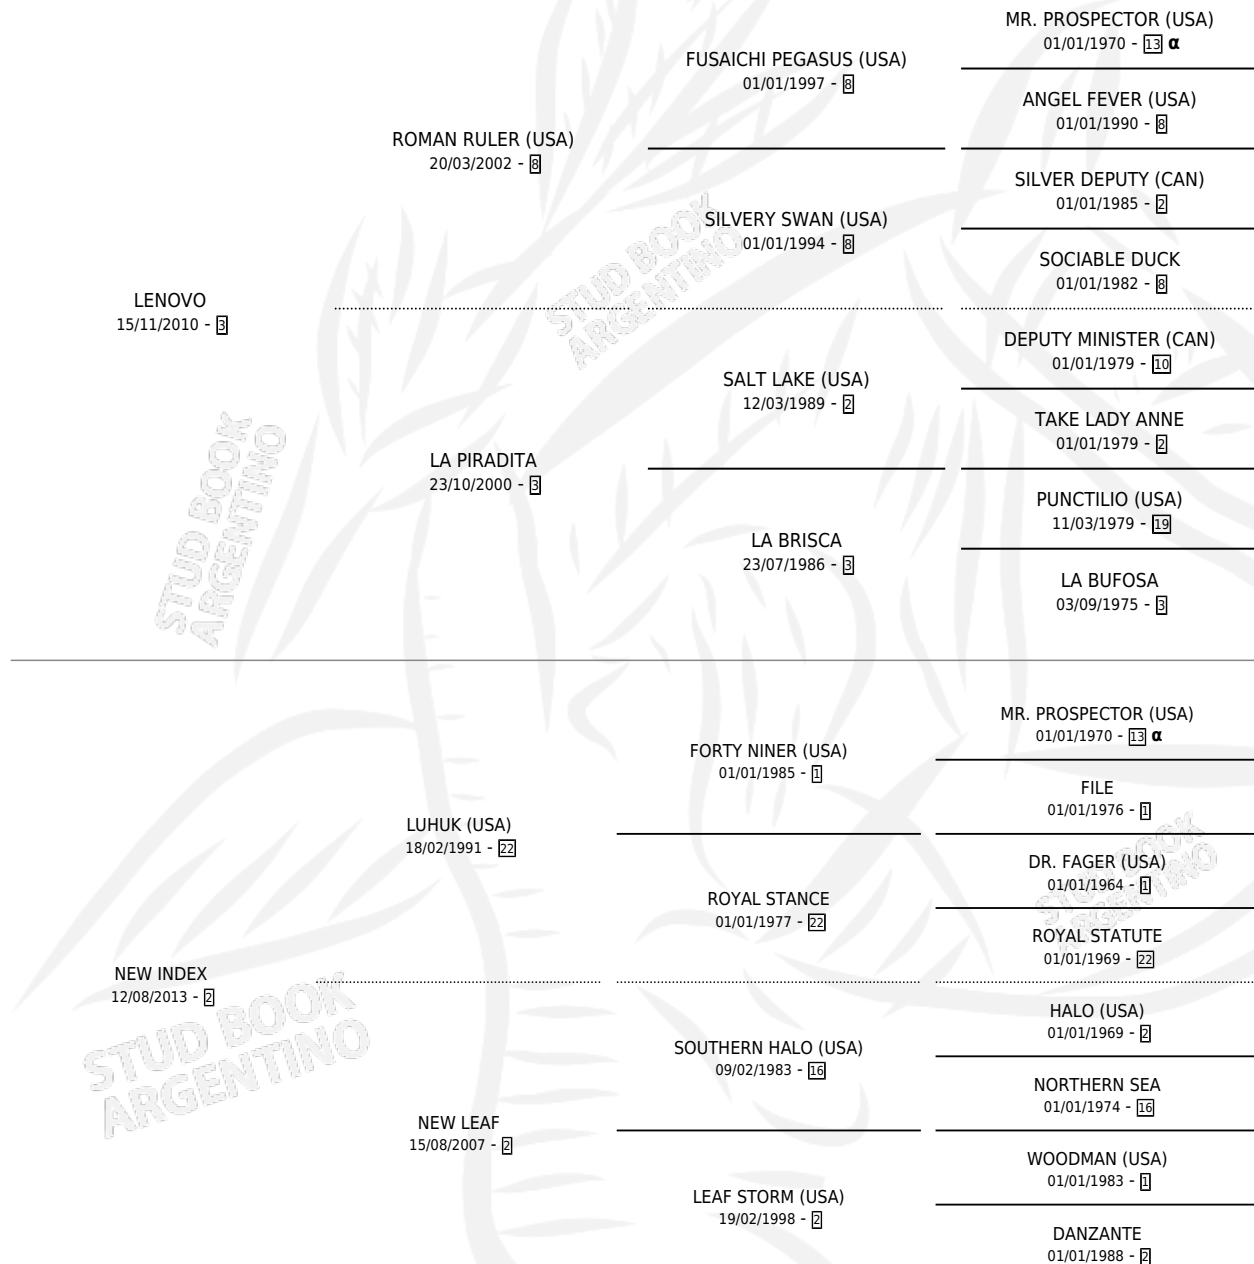 MR. PROSPECTOR (USA)
01/01/1970 - 13 α
FUSAICHI PEGASUS (USA)
01/01/1997 - 8
ANGEL FEVER (USA)
01/01/1990 - 8
ROMAN RULER (USA)
20/03/2002 - 8
SILVER DEPUTY (CAN)
01/01/1985 - 2
SILVERY SWAN (USA)
01/01/1994 - 8
SOCIABLE DUCK
01/01/1982 - 8
LENOVO
15/11/2010 - 3
DEPUTY MINISTER (CAN)
01/01/1979 - 10
SALT LAKE (USA)
12/03/1989 - 2
TAKE LADY ANNE
01/01/1979 - 2
LA PIRADITA
23/10/2000 - 3
PUNCTILIO (USA)
11/03/1979 - 19
LA BRISCA
23/07/1986 - 3
LA BUFOSA
03/09/1975 - 3
STUD BOOK
ARGENTINO
STUD BOOK
ARGENTINO
MR. PROSPECTOR (USA)
01/01/1970 - 13 α
FORTY NINER (USA)
01/01/1985 - 1
FILE
01/01/1976 - 1
LUHUK (USA)
18/02/1991 - 22
DR. FAGER (USA)
01/01/1964 - 1
ROYAL STANCE
01/01/1977 - 22
ROYAL STATUTE
01/01/1969 - 22
NEW INDEX
12/08/2013 - 2
HALO (USA)
01/01/1969 - 2
SOUTHERN HALO (USA)
09/02/1983 - 16
NORTHERN SEA
01/01/1974 - 16
NEW LEAF
15/08/2007 - 2
WOODMAN (USA)
01/01/1983 - 1
LEAF STORM (USA)
19/02/1998 - 2
DANZANTE
01/01/1988 - 2
STUD BOOK
ARGENTINO
STUD BOOK
ARGENTINO